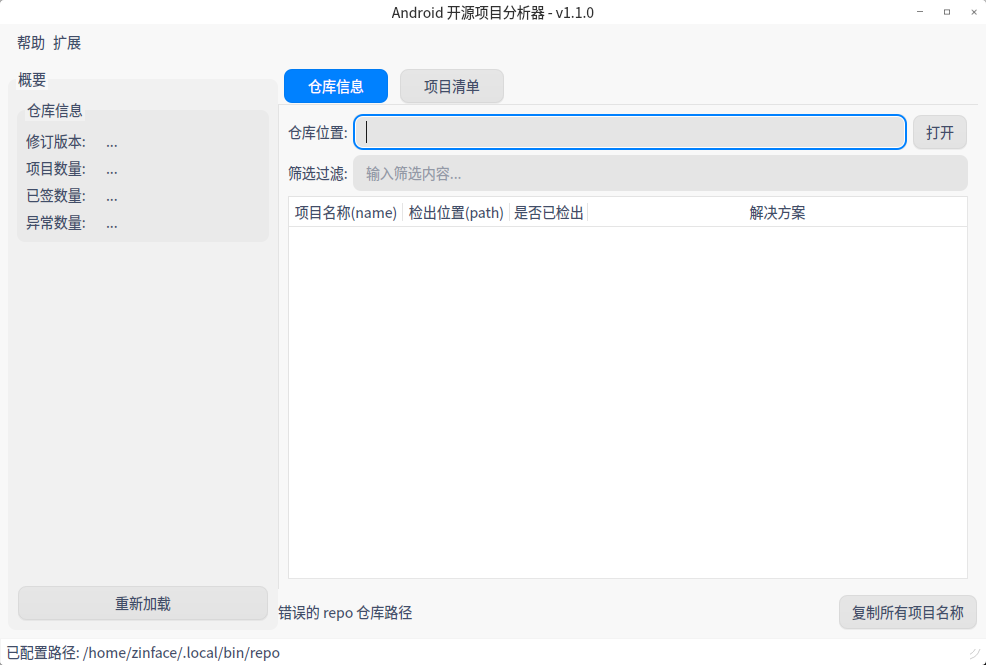 Android 开源项目分析器 - v1.1.0
帮助 扩展
概要
仓库信息
修订版本: ...
项目数量: ...
已签数量: ...
异常数量: ...
重新加载
仓库信息 项目清单
仓库位置: 打开
筛选过滤: 输入筛选内容...
项目名称(name) 检出位置(path) 是否已检出 解决方案
错误的 repo 仓库路径 复制所有项目名称
已配置路径: /home/zinface/.local/bin/repo